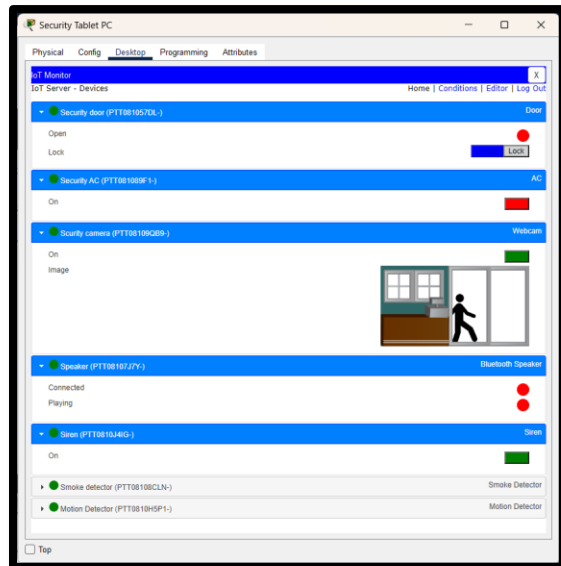 Security Tablet PC
Physical Config Desktop Programming Attributes
IoT Monitor X
IoT Server - Devices Home | Conditions | Editor | Log Out
Security door (PTT081057DL-) Door
Open
Lock Lock
Security AC (PTT081089F1-) AC
On
Scurity camera (PTT08109QB9-) Webcam
On
Image
Speaker (PTT08107J7Y-) Bluetooth Speaker
Connected
Playing
Siren (PTT0810J4IG-) Siren
On
Smoke detector (PTT08108CLN-) Smoke Detector
Motion Detector (PTT0810H5P1-) Motion Detector
Top